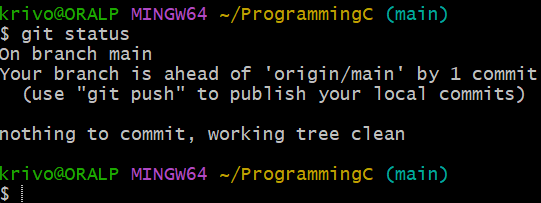 krivo@ORALP MINGW64 ~/ProgrammingC (main)
$ git status
On branch main
Your branch is ahead of 'origin/main' by 1 commit
(use "git push" to publish your local commits)
nothing to commit, working tree clean
krivo@ORALP MINGW64 ~/ProgrammingC (main)
$